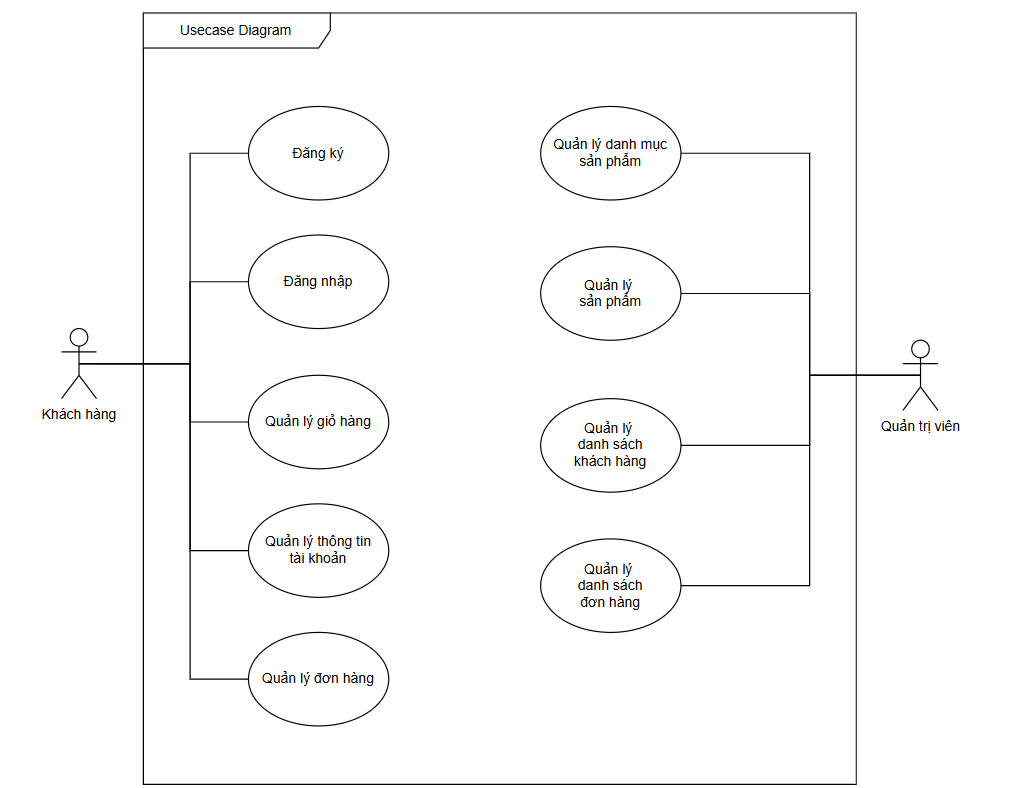 Usecase Diagram
Đăng ký
Đăng nhập
Quản lý giỏ hàng
Quản lý thông tin
tài khoản
Quản lý đơn hàng
Quản lý danh mục
sản phẩm
Quản lý
sản phẩm
Quản lý
danh sách
khách hàng
Quản lý
danh sách
đơn hàng
Khách hàng
Quản trị viên